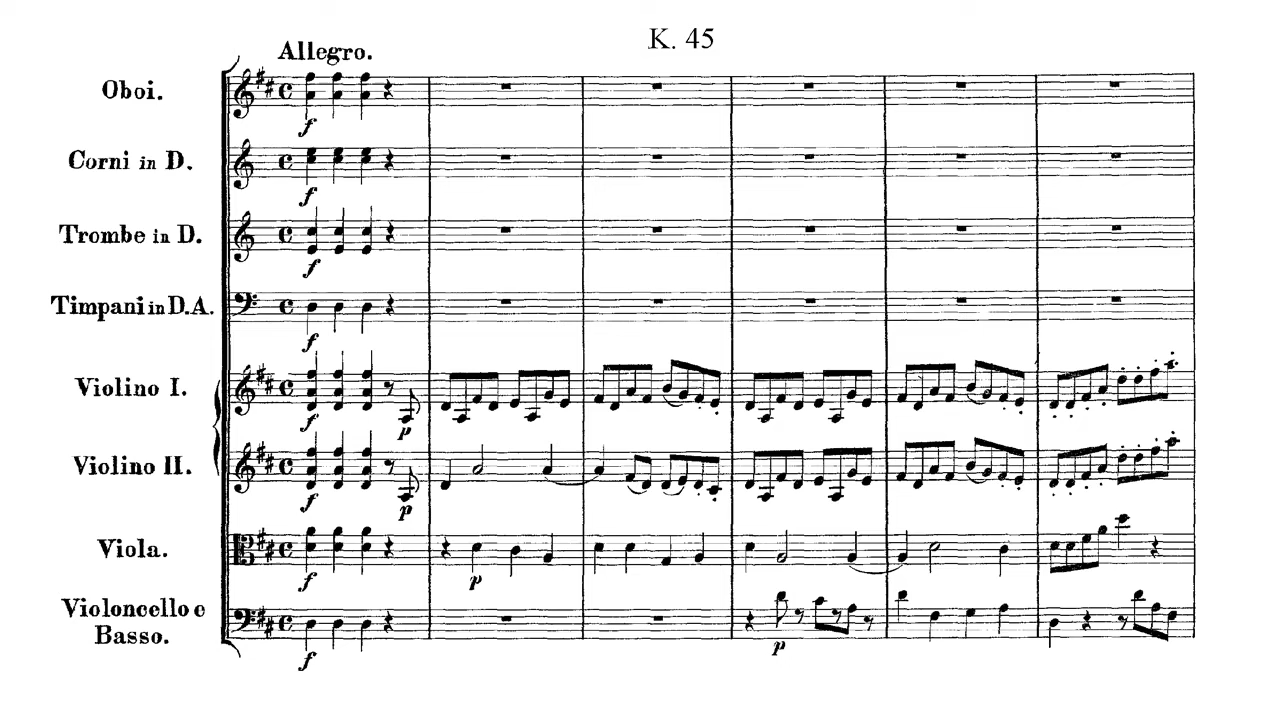 K. 45
Allegro.
Oboi.
f
Corni in D.
f
Trombe in D.
f
Timpani in D.A.
f
Violino I.
f p
Violino II.
f p
Viola.
f p
Violoncello e
Basso.
f p